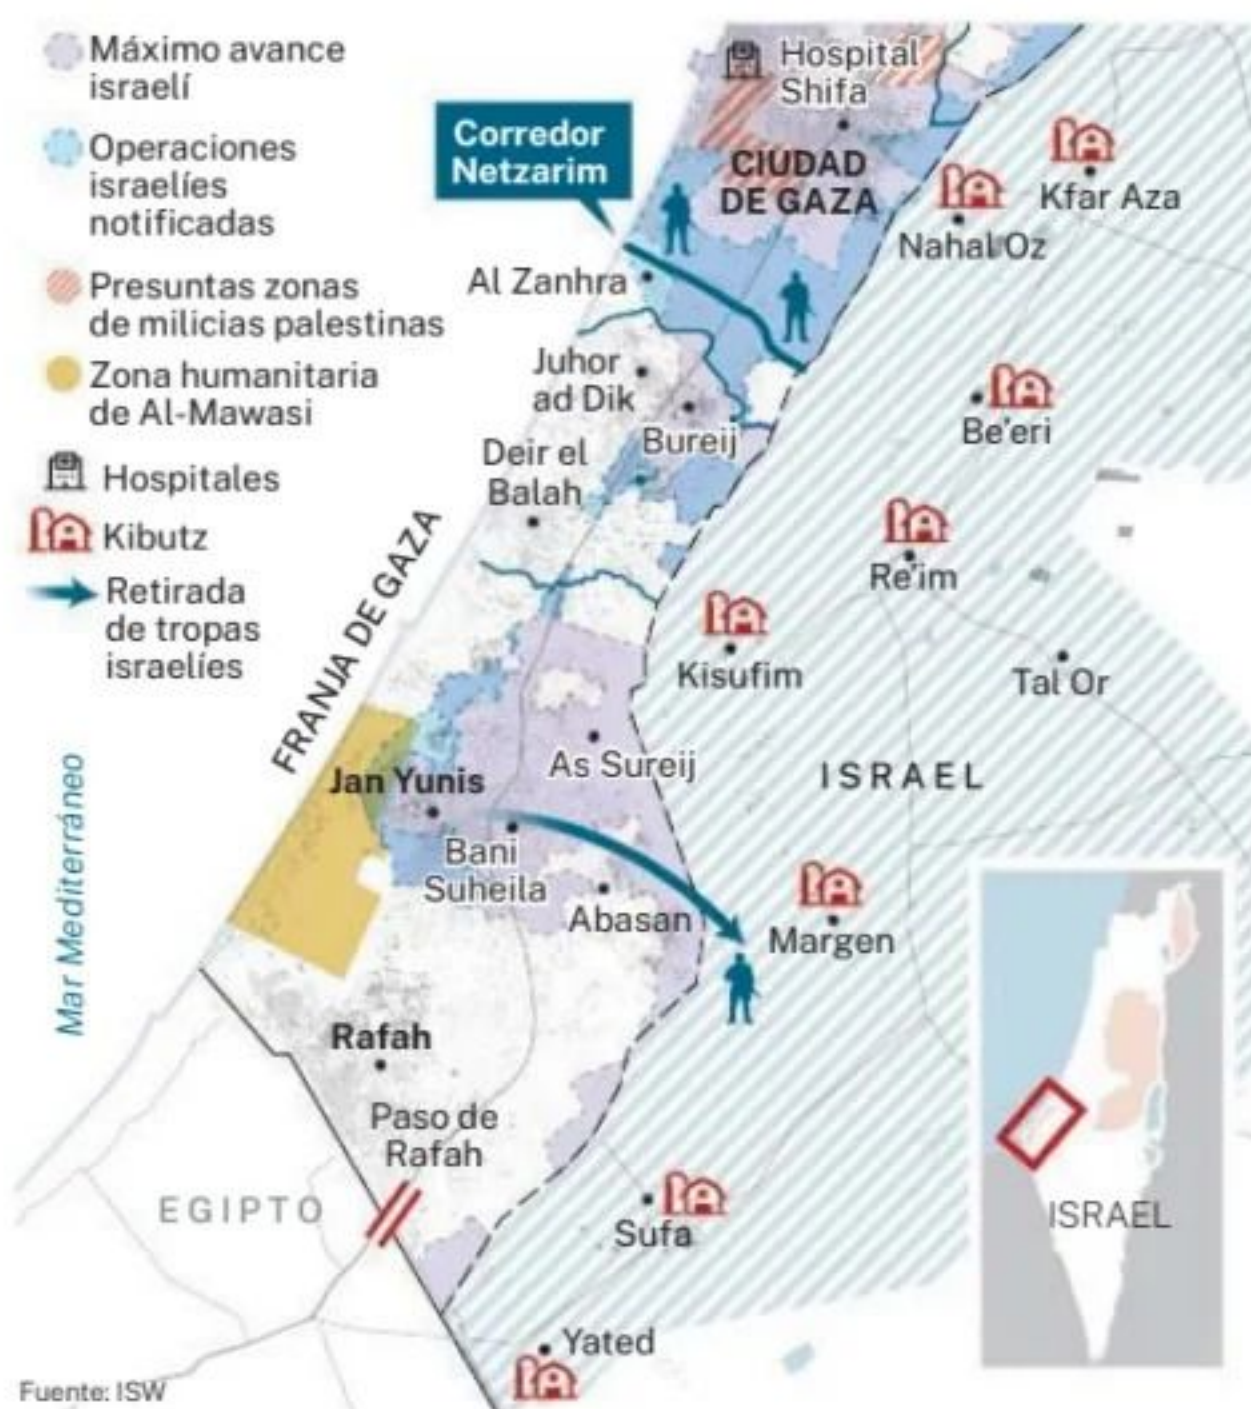 Máximo avance
israelí
Operaciones
israelíes
notificadas
Presuntas zonas
de milicias palestinas
Zona humanitaria
de Al-Mawasi
Hospitales
Kibutz
Retirada
de tropas
israelíes
Hospital
Shifa
Corredor
Netzarim
CIUDAD
DE GAZA
Kfar Aza
Nahal Oz
Al Zanhra
Juhor
ad Dik
Bureij
Be'eri
Deir el
Balah
FRANJA DE GAZA
Re'im
Kisufim
Tal Or
As Sureij
ISRAEL
Jan Yunis
Bani
Suheila
Abasan
Margen
Mar Mediterráneo
Rafah
Paso de
Rafah
EGIPTO
Sufa
ISRAEL
Yated
Fuente: ISW